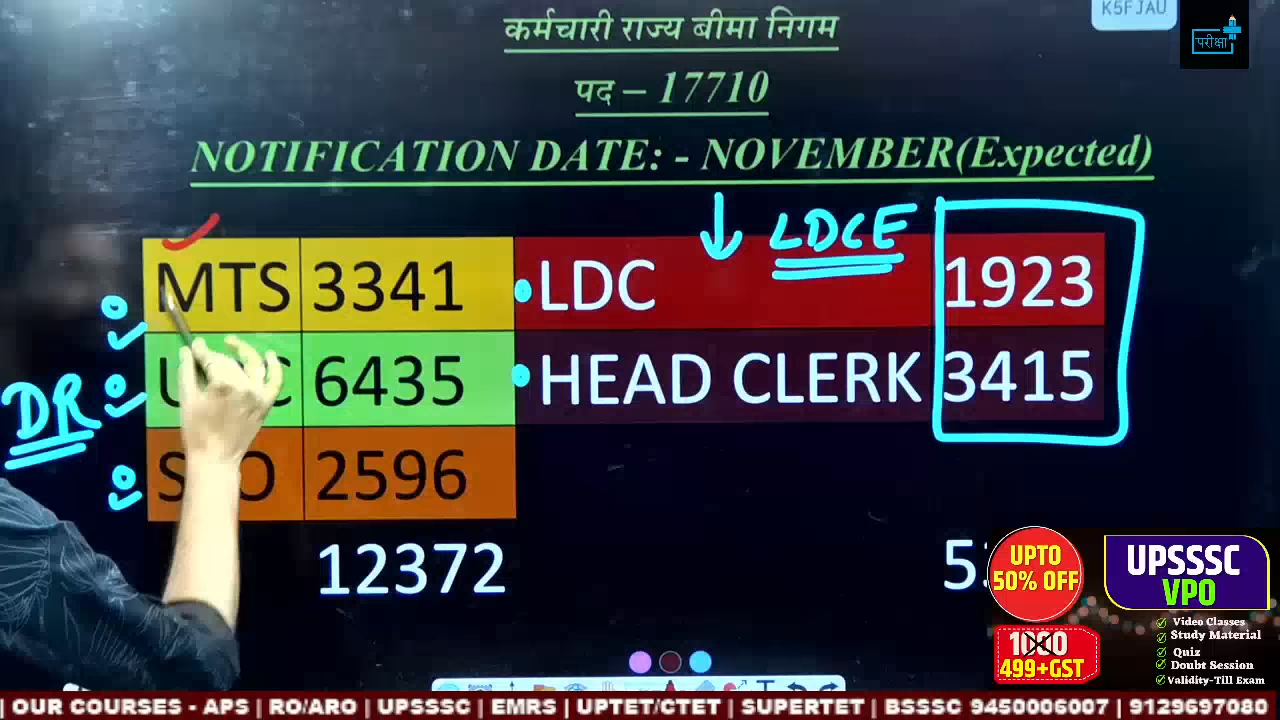 K5FJAU
परीक्षा
कर्मचारी राज्य बीमा निगम
पद – 17710
NOTIFICATION DATE: - NOVEMBER(Expected)
LDCE
MTS 3341 LDC 1923
6435 HEAD CLERK 3415
DR
2596
12372
UPTO
50% OFF
UPSSSC
VPO
1000
499+GST
Video Classes
Study Material
Quiz
Doubt Session
Validity-Till Exam
| OUR COURSES - APS | RO/ARO | UPSSSC | EMRS | UPTET/CTET | SUPERTET | BSSSC 9450006007 | 9129697080